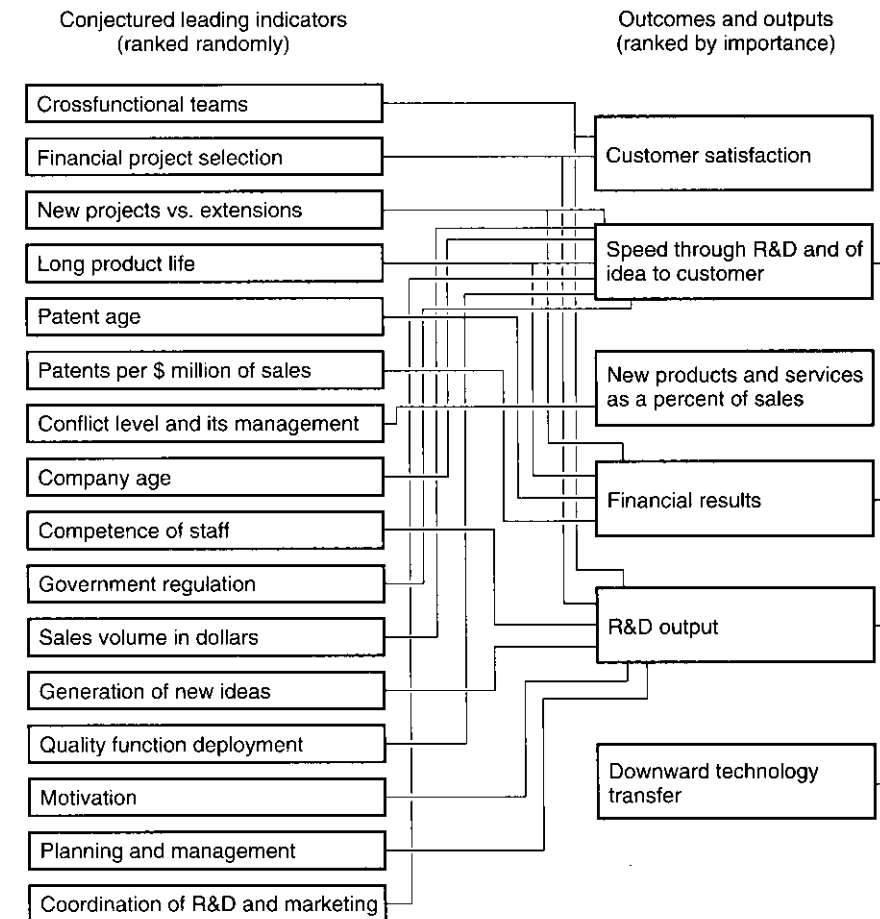 Conjectured leading indicators
(ranked randomly)
Crossfunctional teams
Financial project selection
New projects vs. extensions
Long product life
Patent age
Patents per $ million of sales
Conflict level and its management
Company age
Competence of staff
Government regulation
Sales volume in dollars
Generation of new ideas
Quality function deployment
Motivation
Planning and management
Coordination of R&D and marketing
Outcomes and outputs
(ranked by importance)
Customer satisfaction
Speed through R&D and of
idea to customer
New products and services
as a percent of sales
Financial results
R&D output
Downward technology
transfer